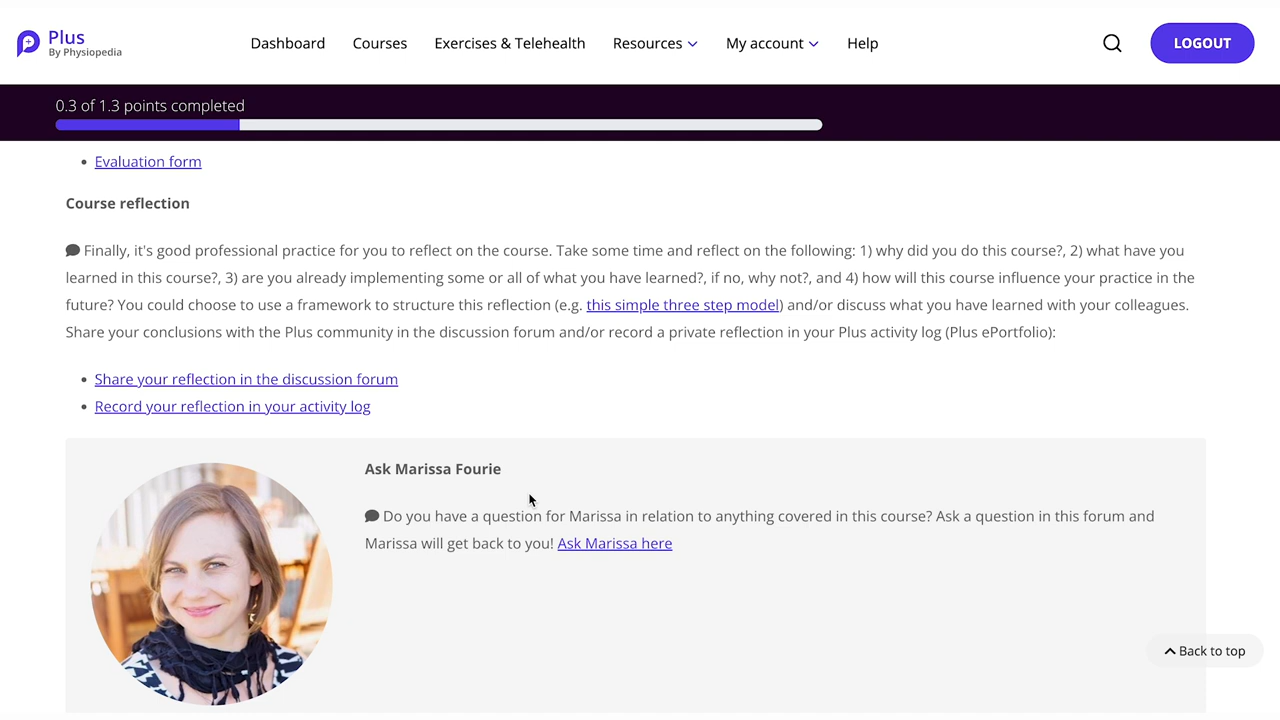 Plus
By Physiopedia
Dashboard Courses Exercises & Telehealth Resources My account Help
LOGOUT
0.3 of 1.3 points completed
Evaluation form
Course reflection
Finally, it's good professional practice for you to reflect on the course. Take some time and reflect on the following: 1) why did you do this course?, 2) what have you
learned in this course?, 3) are you already implementing some or all of what you have learned?, if no, why not?, and 4) how will this course influence your practice in the
future? You could choose to use a framework to structure this reflection (e.g. this simple three step model) and/or discuss what you have learned with your colleagues.
Share your conclusions with the Plus community in the discussion forum and/or record a private reflection in your Plus activity log (Plus ePortfolio):
Share your reflection in the discussion forum
Record your reflection in your activity log
Ask Marissa Fourie
Do you have a question for Marissa in relation to anything covered in this course? Ask a question in this forum and
Marissa will get back to you! Ask Marissa here
Back to top